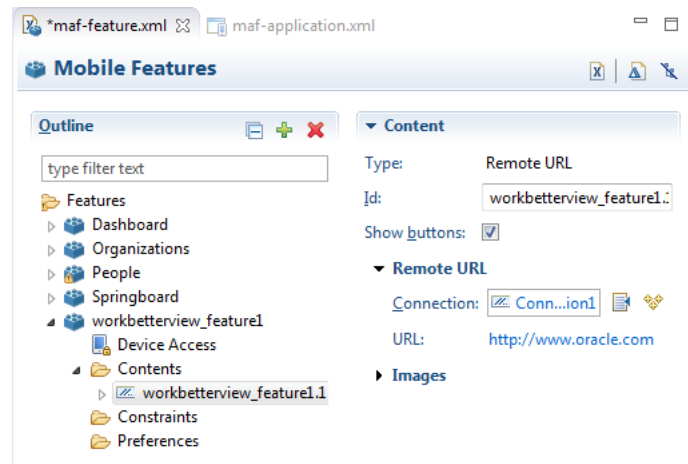 *maf-feature.xml maf-application.xml
Mobile Features
Outline
type filter text
Features
Dashboard
Organizations
People
Springboard
workbetterview_feature1
Device Access
Contents
workbetterview_feature1.1
Constraints
Preferences
Content
Type: Remote URL
Id: workbetterview_feature1.:
Show buttons:
Remote URL
Connection: Conn...ion1
URL: http://www.oracle.com
Images